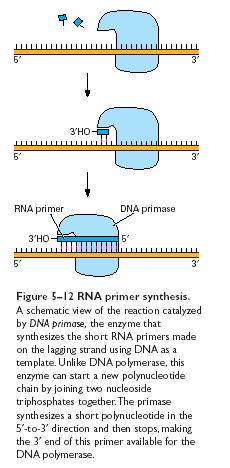 5′ 3′
3′HO
5′ 3′
RNA primer DNA primase
3′HO 5′
5′ 3′
Figure 5–12 RNA primer synthesis.
A schematic view of the reaction catalyzed
by DNA primase, the enzyme that
synthesizes the short RNA primers made
on the lagging strand using DNA as a
template. Unlike DNA polymerase, this
enzyme can start a new polynucleotide
chain by joining two nucleoside
triphosphates together. The primase
synthesizes a short polynucleotide in the
5′-to-3′ direction and then stops, making
the 3′ end of this primer available for the
DNA polymerase.